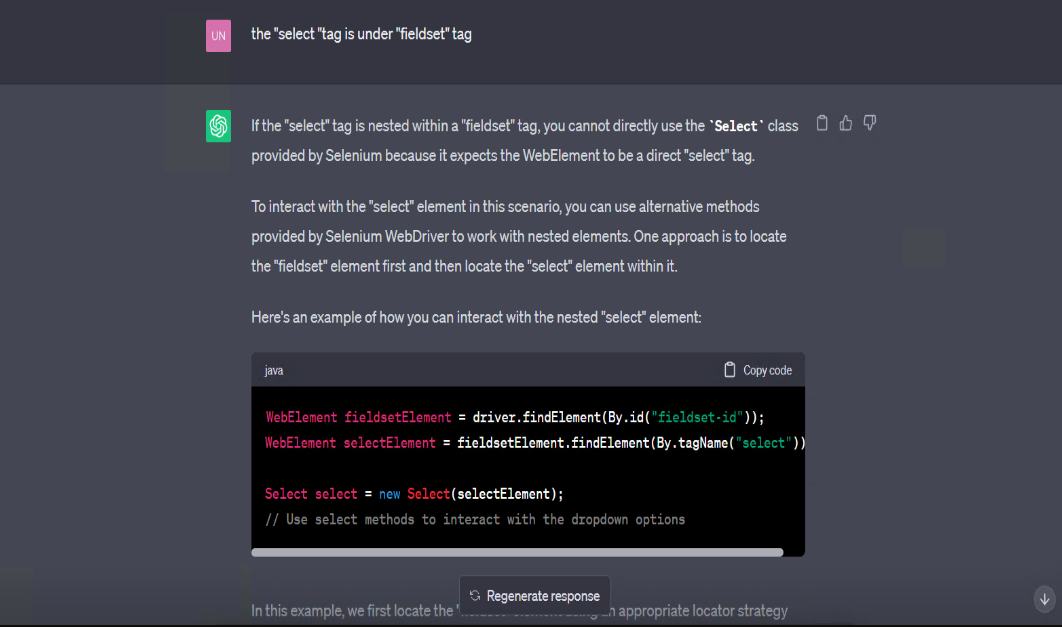 UN
the "select "tag is under "fieldset" tag
If the "select" tag is nested within a "fieldset" tag, you cannot directly use the `Select` class
provided by Selenium because it expects the WebElement to be a direct "select" tag.
To interact with the "select" element in this scenario, you can use alternative methods
provided by Selenium WebDriver to work with nested elements. One approach is to locate
the "fieldset" element first and then locate the "select" element within it.
Here's an example of how you can interact with the nested "select" element:
java Copy code
WebElement fieldsetElement = driver.findElement(By.id("fieldset-id"));
WebElement selectElement = fieldsetElement.findElement(By.tagName("select"))
Select select = new Select(selectElement);
// Use select methods to interact with the dropdown options
Regenerate response
In this example, we first locate the appropriate locator strategy